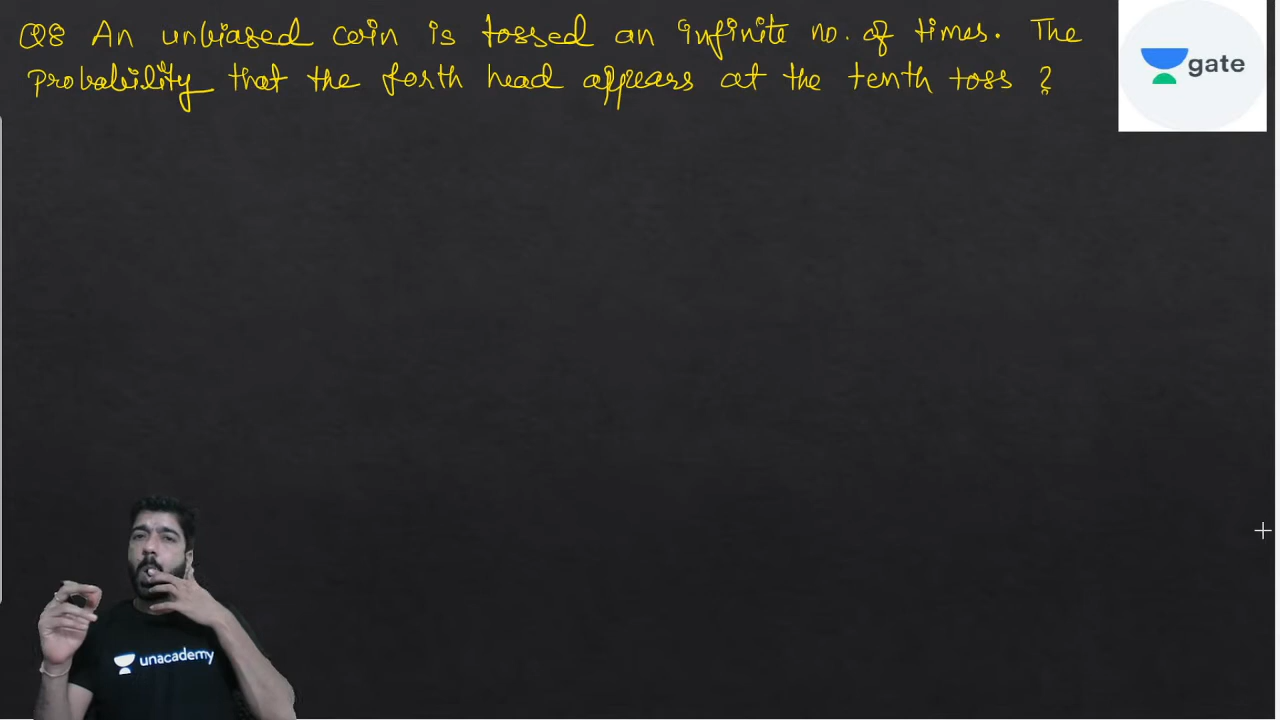 Q8 An unbiased coin is tossed an infinite no. of times. The
probability that the forth head appears at the tenth toss ?
gate
unacademy